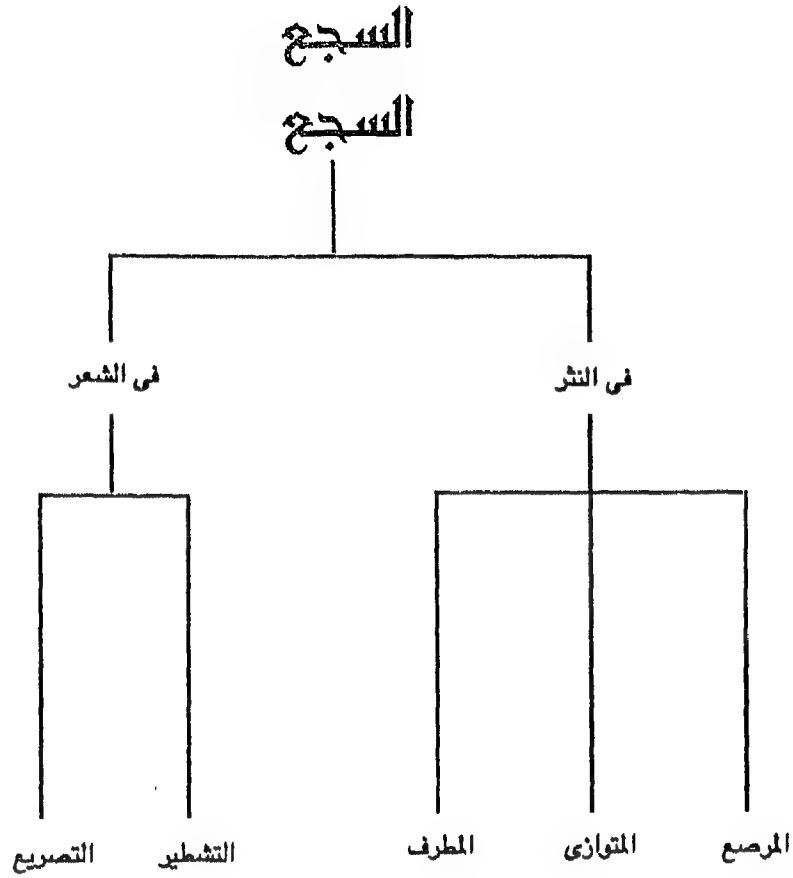 السجع
السجع
فى النثر فى الشعر
المرصع المتوازى المطرف التشطير التصريع